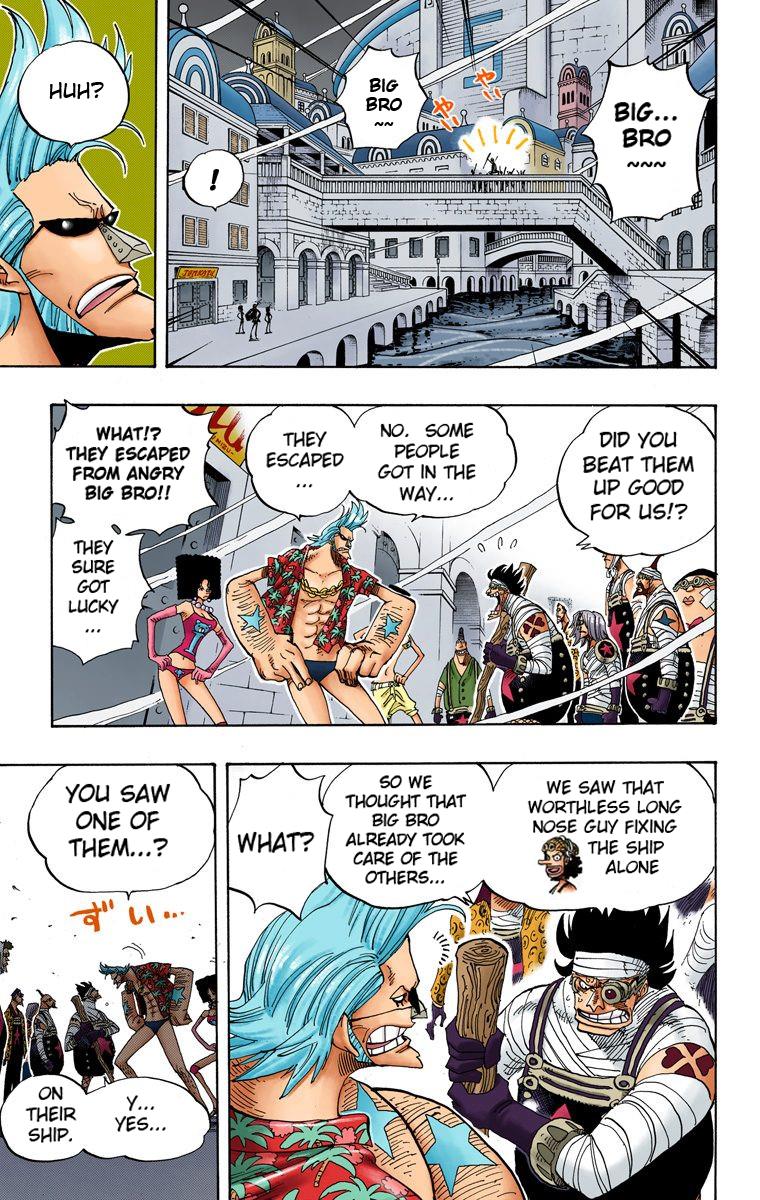 BIG...
BRO
~~~
BIG
BRO
~~
やい
やい
!
HUH?
DID YOU
BEAT THEM
UP GOOD
FOR US!?
NO. SOME
PEOPLE
GOT IN THE
WAY...
THEY
ESCAPED
...
WHAT!?
THEY ESCAPED
FROM ANGRY
BIG BRO!!
THEY
SURE
GOT
LUCKY
...
WE SAW THAT
WORTHLESS LONG
NOSE GUY FIXING
THE SHIP
ALONE
SO WE
THOUGHT THAT
BIG BRO
ALREADY TOOK
CARE OF THE
OTHERS...
WHAT?
YOU SAW
ONE OF
THEM...?
ずい...
Y...
YES...
ON
THEIR
SHIP.